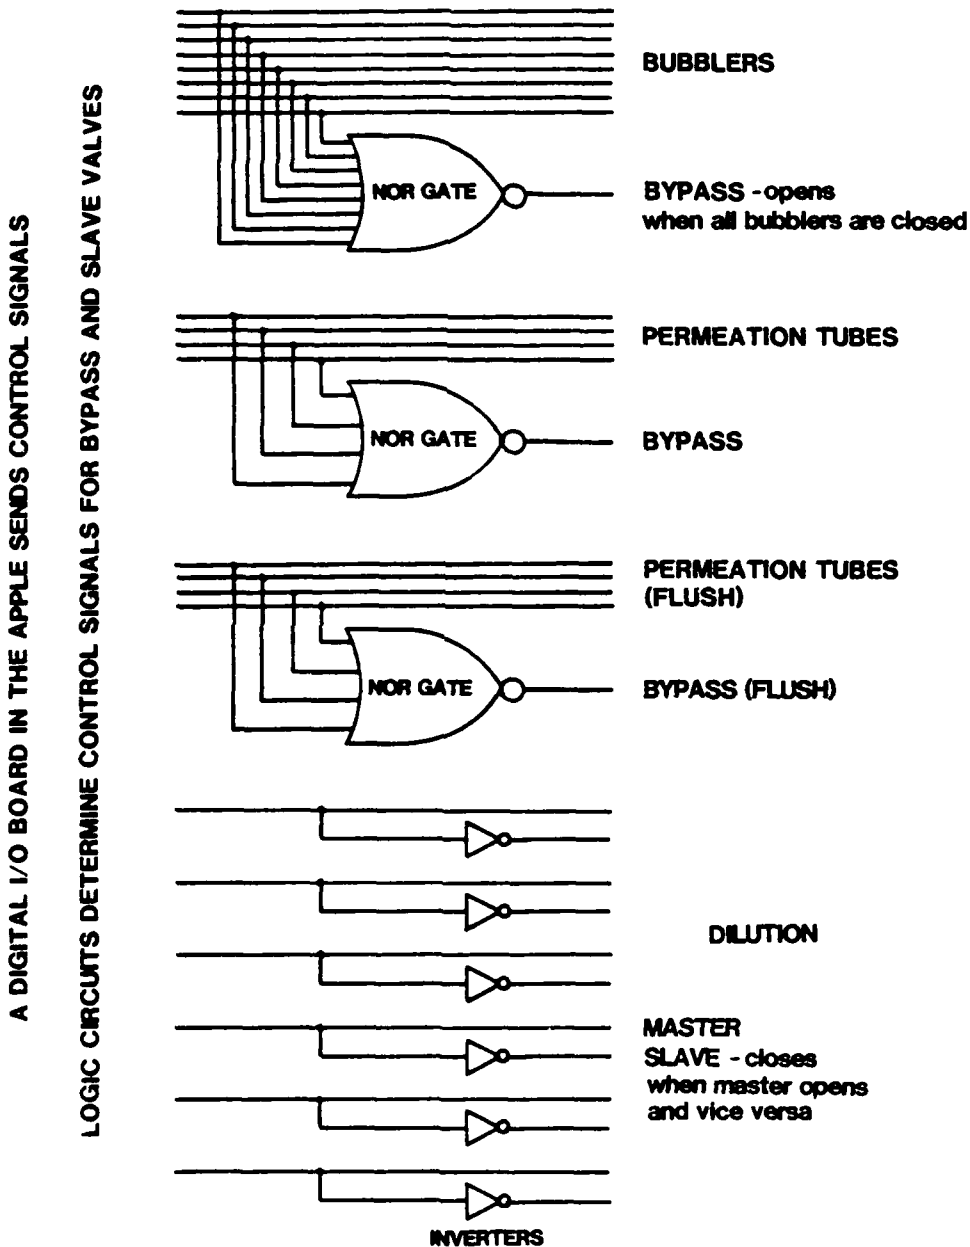 A DIGITAL I/O BOARD IN THE APPLE SENDS CONTROL SIGNALS
LOGIC CIRCUITS DETERMINE CONTROL SIGNALS FOR BYPASS AND SLAVE VALVES
BUBBLERS
NOR GATE
BYPASS - opens
when all bubblers are closed
PERMEATION TUBES
NOR GATE
BYPASS
PERMEATION TUBES
(FLUSH)
NOR GATE
BYPASS (FLUSH)
DILUTION
MASTER
SLAVE - closes
when master opens
and vice versa
INVERTERS